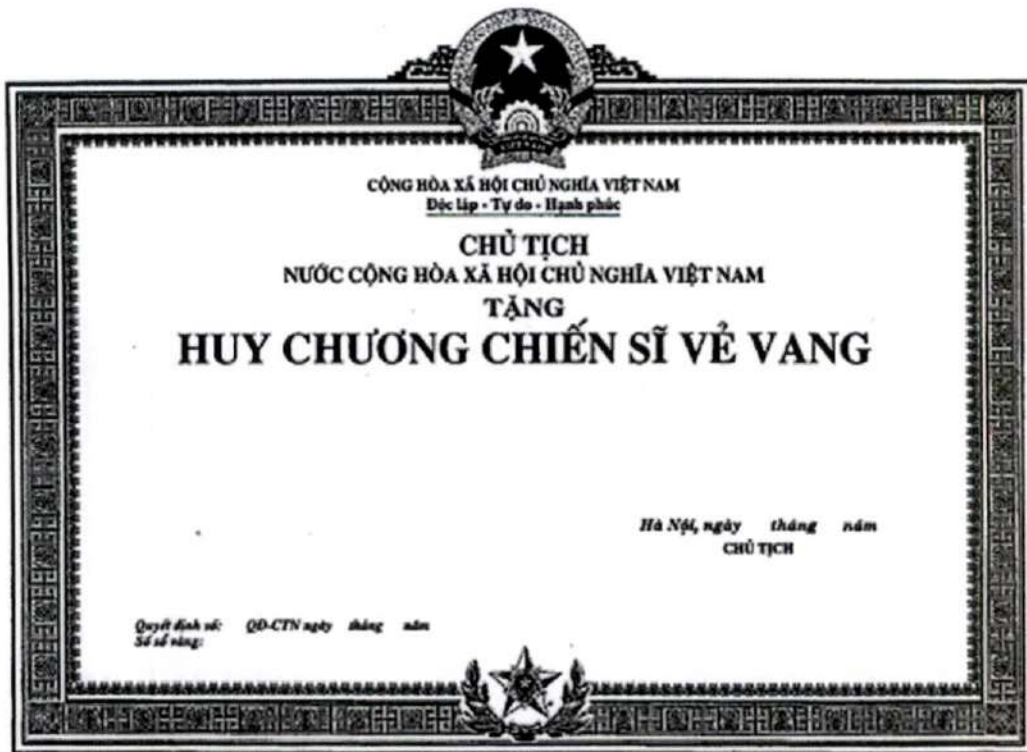 CỘNG HÒA XÃ HỘI CHỦ NGHĨA VIỆT NAM
Độc lập - Tự do - Hạnh phúc
CHỦ TỊCH
NƯỚC CỘNG HÒA XÃ HỘI CHỦ NGHĨA VIỆT NAM
TẶNG
HUY CHƯƠNG CHIẾN SĨ VẺ VANG
Hà Nội, ngày tháng năm
CHỦ TỊCH
Quyết định số: QĐ-CTN ngày tháng năm
Số sổ vàng: